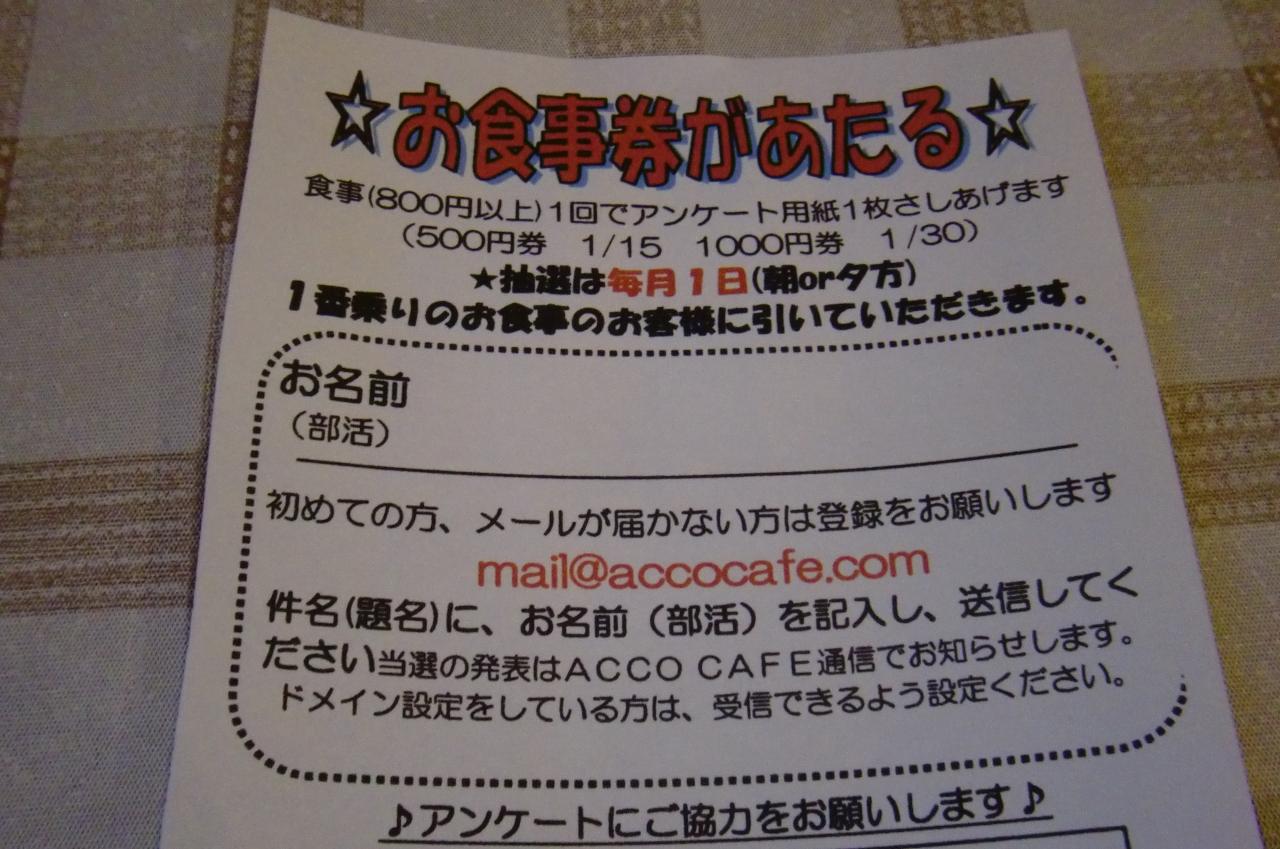 ☆お食事券があたる☆
食事(800円以上)1回でアンケート用紙1枚さしあげます
（500円券　1/15　1000円券　1/30）
★抽選は毎月1日(朝or夕方)
1番乗りのお食事のお客様に引いていただきます。
お名前
（部活）
初めての方、メールが届かない方は登録をお願いします
mail@accocafe.com
件名(題名)に、お名前（部活）を記入し、送信してく
ださい当選の発表はＡＣＣＯ ＣＡＦＥ通信でお知らせします。
ドメイン設定をしている方は、受信できるよう設定ください。
♪アンケートにご協力をお願いします♪